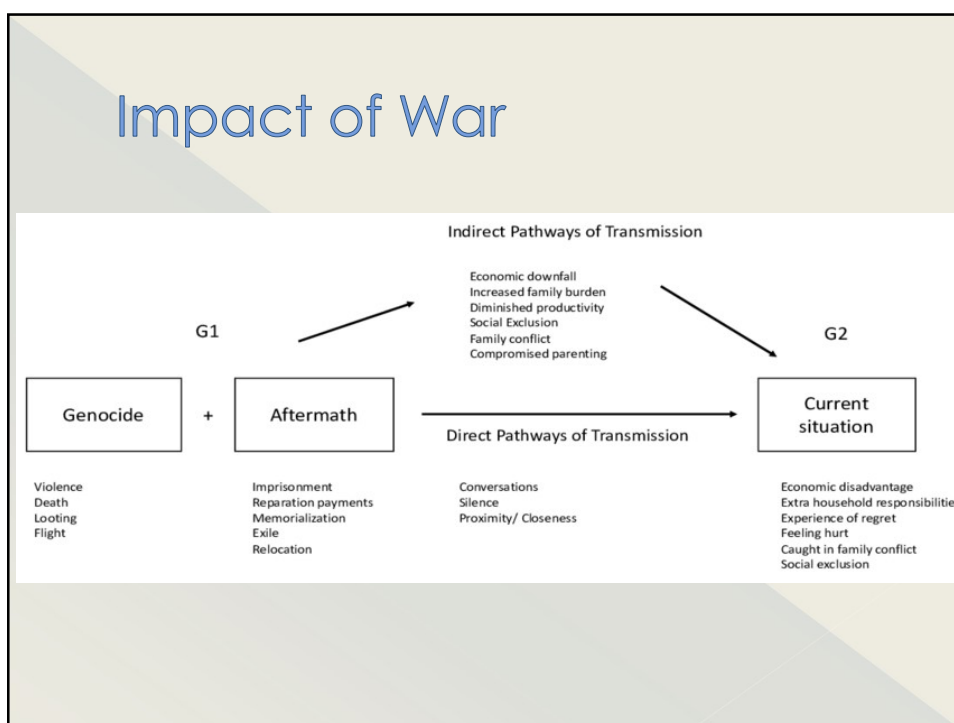 Impact of War
Indirect Pathways of Transmission
Economic downfall
Increased family burden
Diminished productivity
Social Exclusion
Family conflict
Compromised parenting
G1
G2
Genocide
+
Aftermath
Direct Pathways of Transmission
Current
situation
Violence
Death
Looting
Flight
Imprisonment
Reparation payments
Memorialization
Exile
Relocation
Conversations
Silence
Proximity/ Closeness
Economic disadvantage
Extra household responsibilitie
Experience of regret
Feeling hurt
Caught in family conflict
Social exclusion